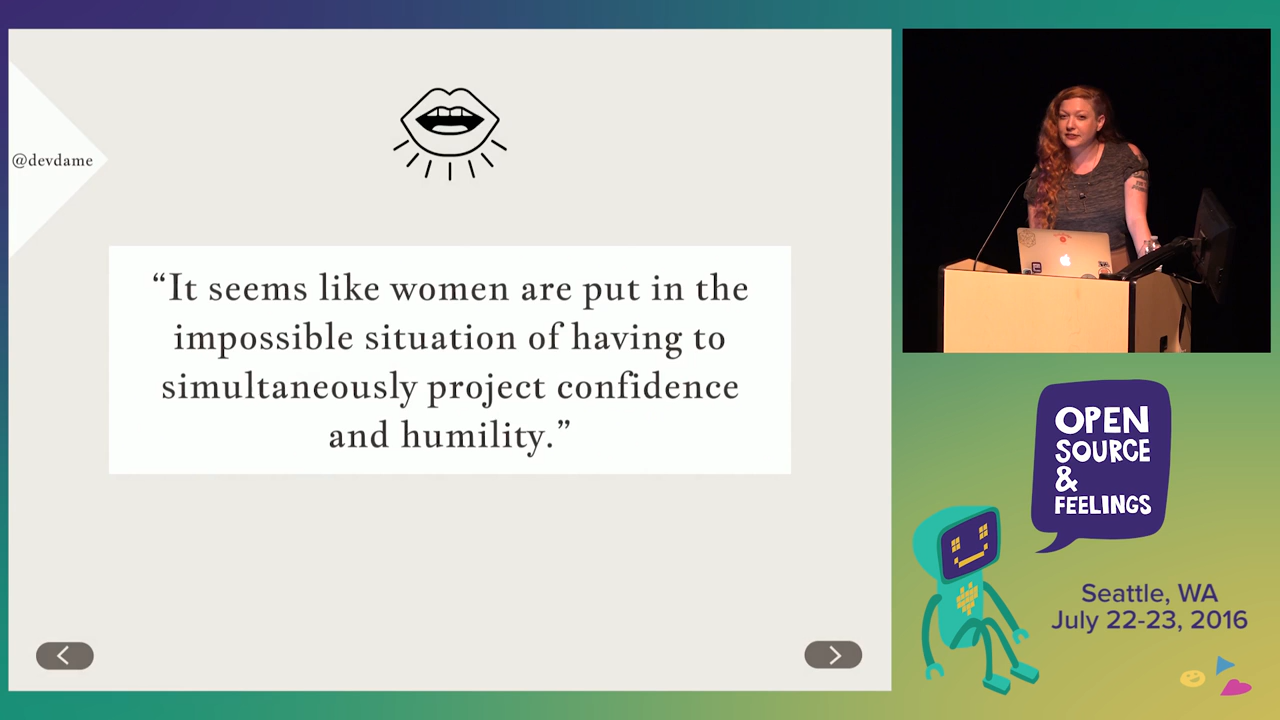 @devdame
“It seems like women are put in the
impossible situation of having to
simultaneously project confidence
and humility.”
OPEN
SOURCE
&
FEELINGS
Seattle, WA
July 22-23, 2016